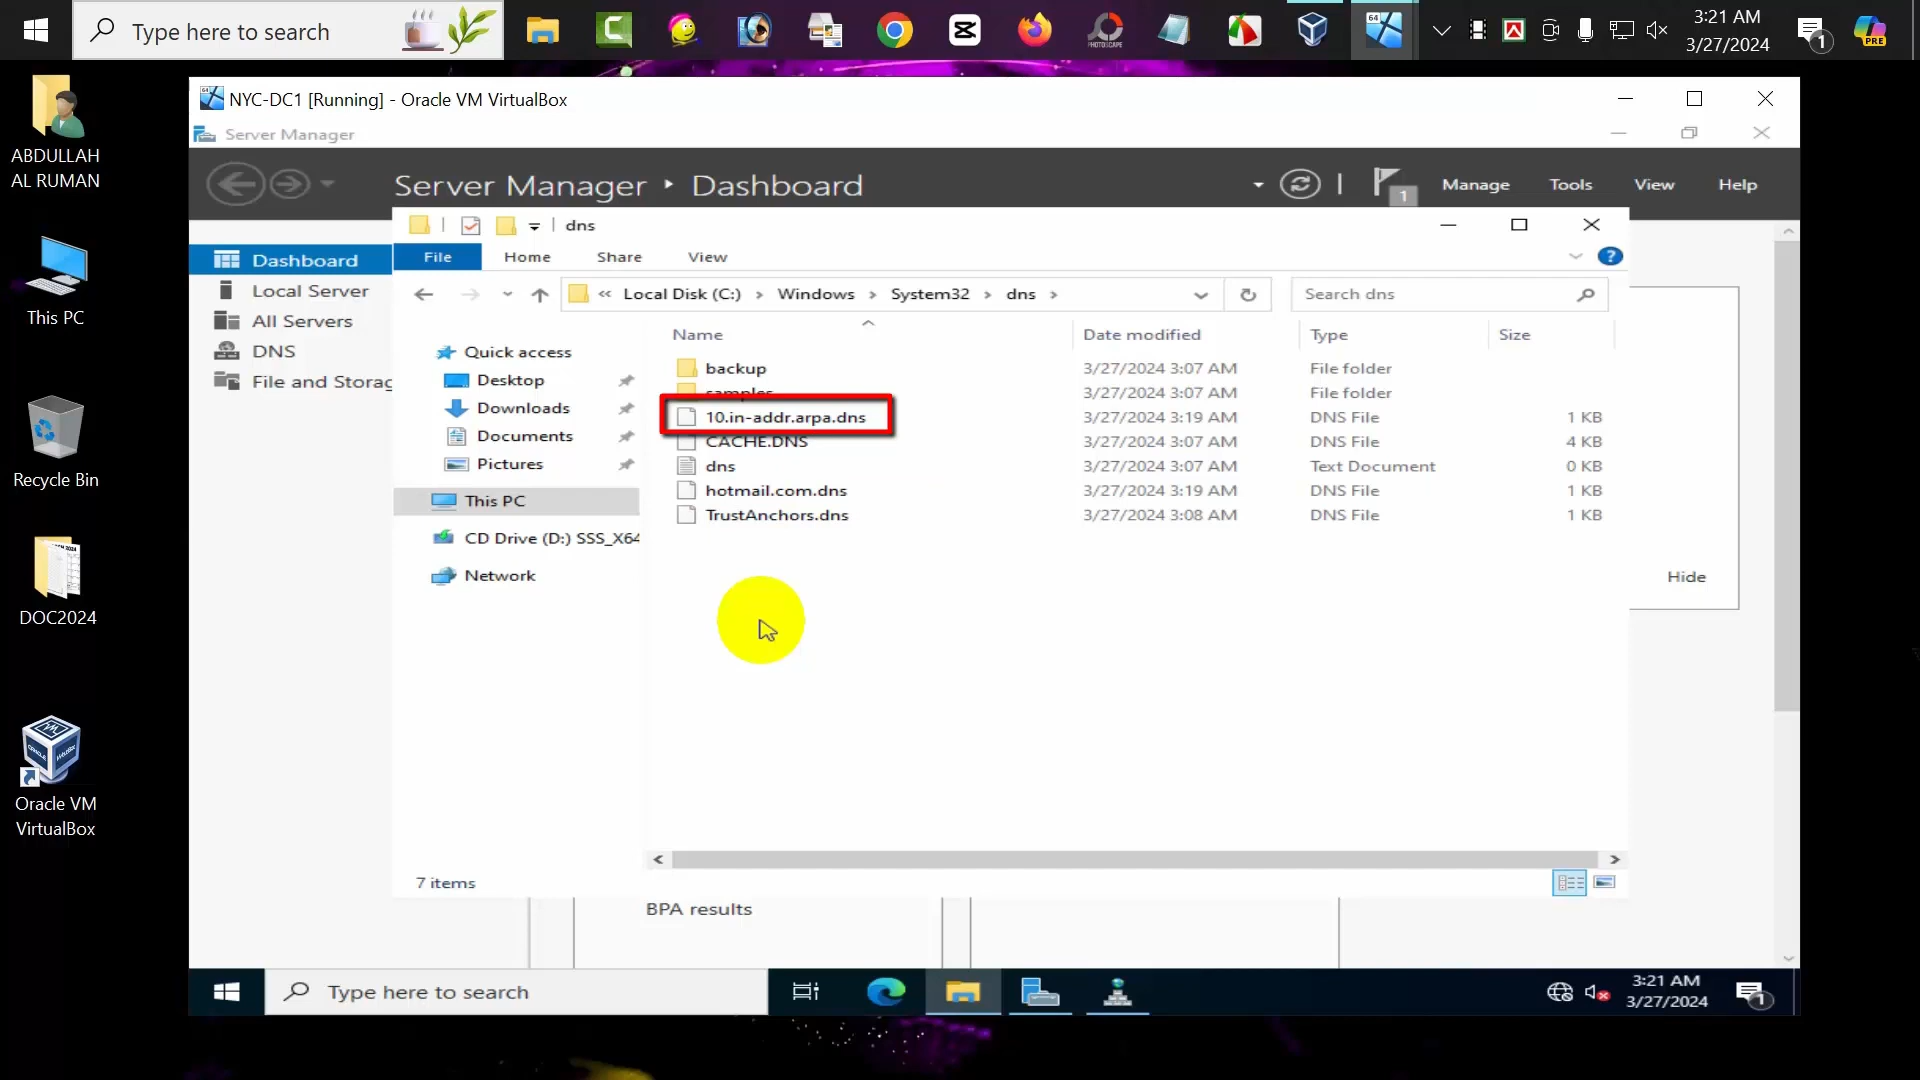 Type here to search
3:21 AM
3/27/2024
1
PRE
ABDULLAH
AL RUMAN
This PC
Recycle Bin
DOC2024
Oracle VM
VirtualBox
NYC-DC1 [Running] - Oracle VM VirtualBox
Server Manager
Server Manager ‣ Dashboard
1
Manage Tools View Help
Dashboard
Local Server
All Servers
DNS
File and Storag
dns
File Home Share View
« Local Disk (C:) › Windows › System32 › dns ›
Search dns
Quick access
Desktop
Downloads
Documents
Pictures
This PC
CD Drive (D:) SSS_X64
Network
Name Date modified Type Size
backup 3/27/2024 3:07 AM File folder
samples 3/27/2024 3:07 AM File folder
10.in-addr.arpa.dns 3/27/2024 3:19 AM DNS File 1 KB
CACHE.DNS 3/27/2024 3:07 AM DNS File 4 KB
dns 3/27/2024 3:07 AM Text Document 0 KB
hotmail.com.dns 3/27/2024 3:19 AM DNS File 1 KB
TrustAnchors.dns 3/27/2024 3:08 AM DNS File 1 KB
Hide
7 items
BPA results
Type here to search
3:21 AM
3/27/2024
1